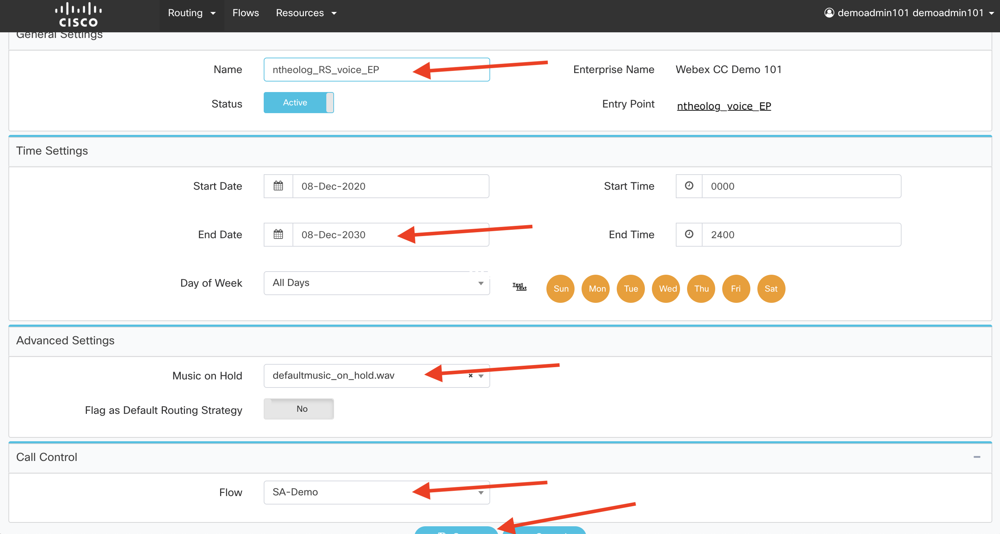 CISCO
Routing Flows Resources demoadmin101 demoadmin101
General Settings
Name ntheolog_RS_voice_EP Enterprise Name Webex CC Demo 101
Status Active Entry Point ntheolog_voice_EP
Time Settings
Start Date 08-Dec-2020 Start Time 0000
End Date 08-Dec-2030 End Time 2400
Day of Week All Days Text Text Sun Mon Tue Wed Thu Fri Sat
Advanced Settings
Music on Hold defaultmusic_on_hold.wav
Flag as Default Routing Strategy No
Call Control
Flow SA-Demo